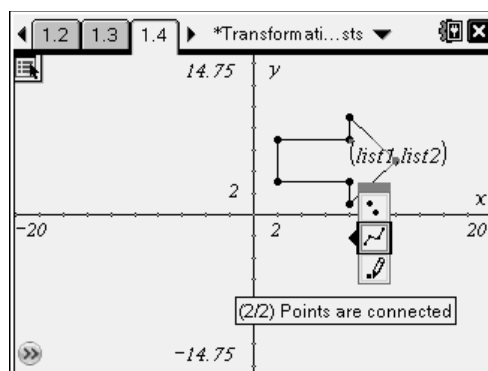 1.2 1.3 1.4 *Transformati...sts
14.75 y
(list1,list2)
2
x
-20 2 20
(2/2) Points are connected
-14.75